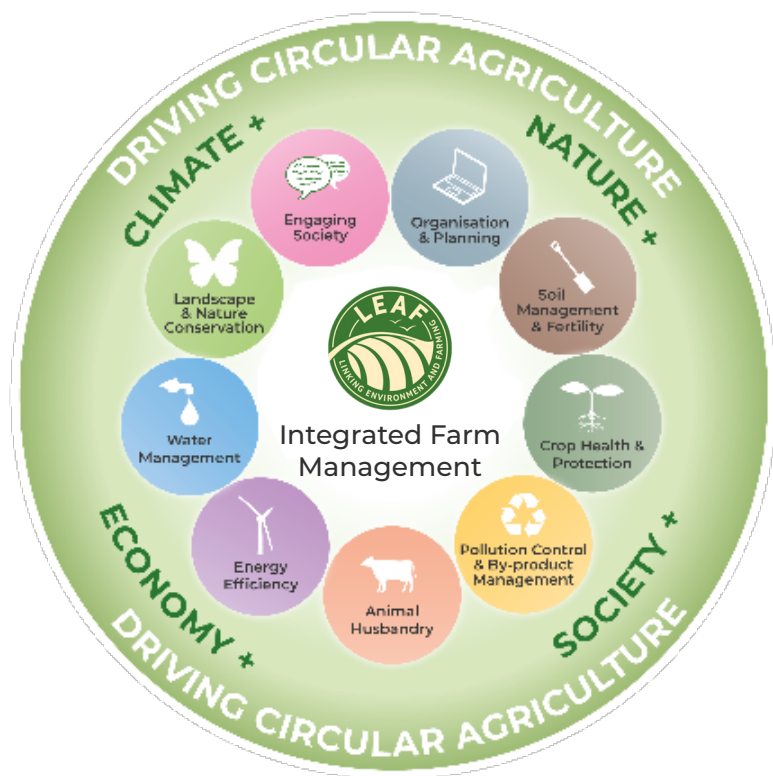 DRIVING CIRCULAR AGRICULTURE
CLIMATE +
NATURE +
Engaging
Society
Organisation
& Planning
Landscape
& Nature
Conservation
Soil
Management
& Fertility
LEAF
LINKING ENVIRONMENT AND FARMING
Integrated Farm
Management
Water
Management
Crop Health &
Protection
Energy
Efficiency
Pollution Control
& By-product
Management
Animal
Husbandry
ECONOMY +
SOCIETY +
DRIVING CIRCULAR AGRICULTURE